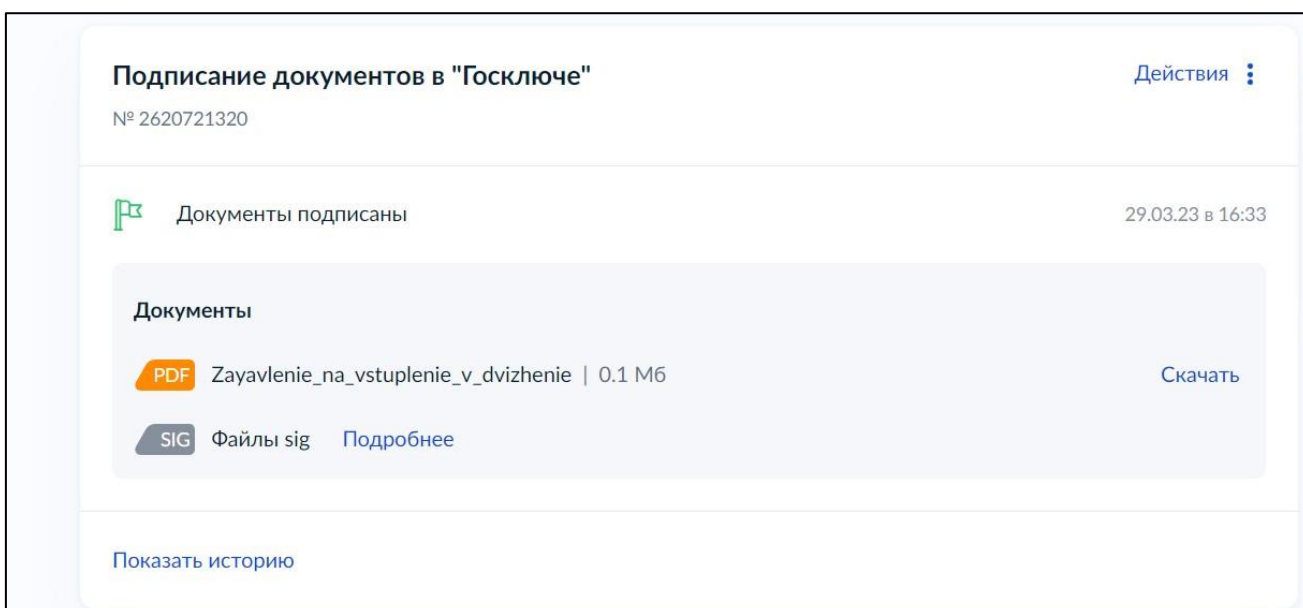 Подписание документов в "Госключе"
Действия
№ 2620721320
Документы подписаны
29.03.23 в 16:33
Документы
PDF Zayavlenie_na_vstuplenie_v_dvizhenie | 0.1 Мб
Скачать
SIG Файлы sig Подробнее
Показать историю